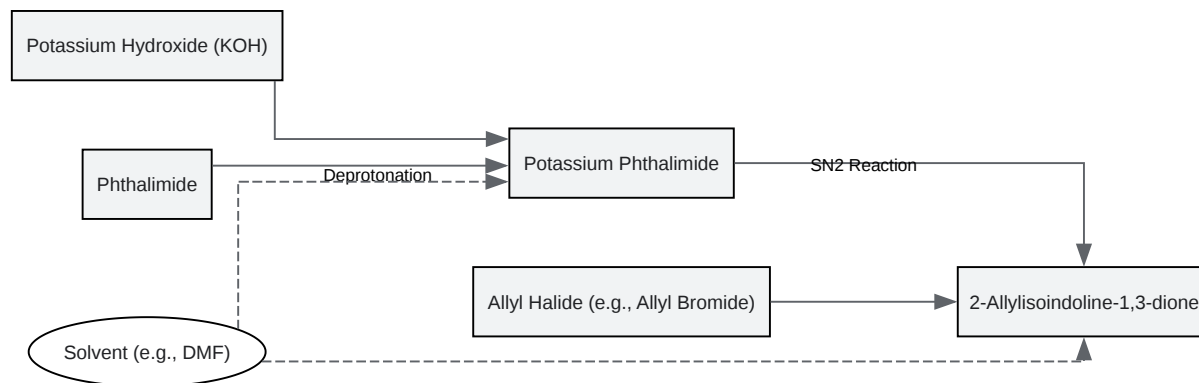 Potassium Hydroxide (KOH)
Phthalimide
Deprotonation
Potassium Phthalimide
SN2 Reaction
Allyl Halide (e.g., Allyl Bromide)
2-Allylisoindoline-1,3-dione
Solvent (e.g., DMF)